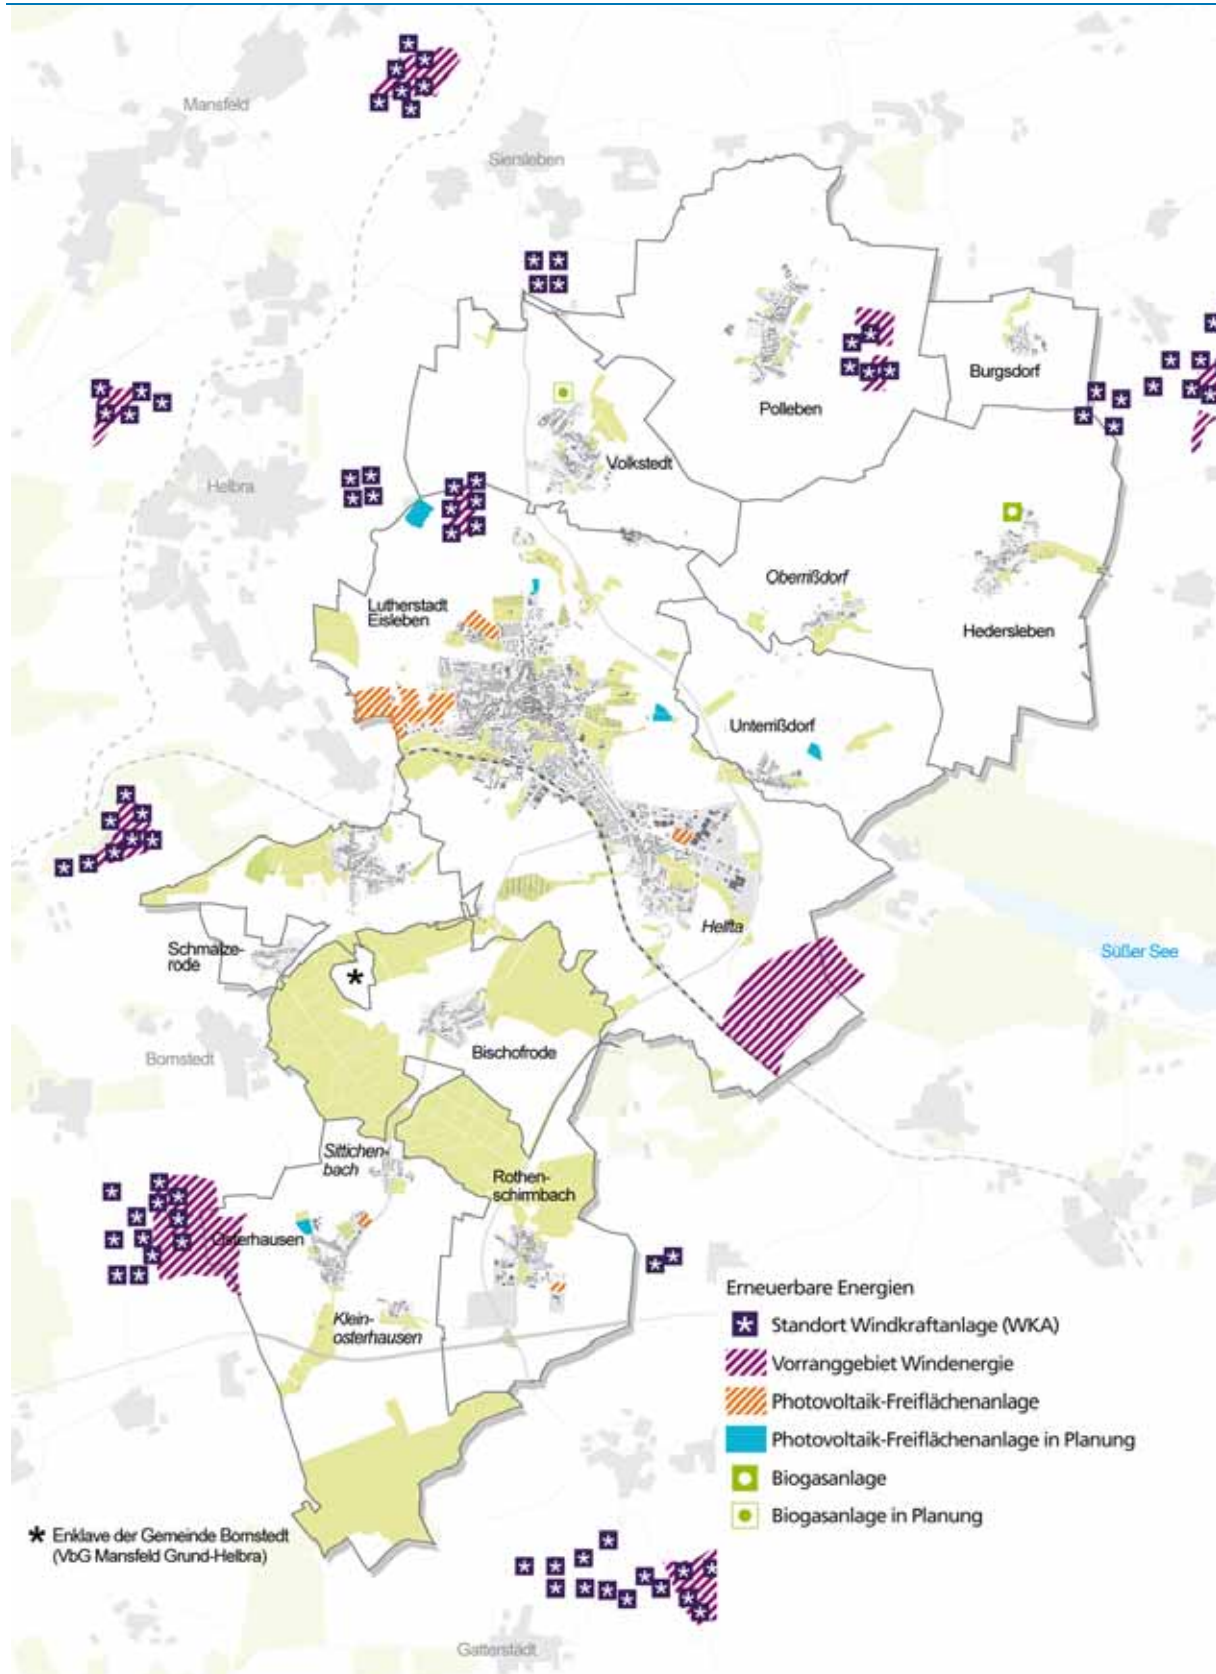 Mansfeld
Siersleben
Burgsdorf
Polleben
Volkstedt
Helbra
Oberrißdorf
Lutherstadt
Eisleben
Hedersleben
Unterrißdorf
Helfta
Schmalze-
rode
Süßer See
Bischofrode
Bornstedt
Sittichen-
bach
Rothen-
schirmbach
Osterhausen
Klein-
osterhausen
Erneuerbare Energien
Standort Windkraftanlage (WKA)
Vorranggebiet Windenergie
Photovoltaik-Freiflächenanlage
Photovoltaik-Freiflächenanlage in Planung
Biogasanlage
Biogasanlage in Planung
* Enklave der Gemeinde Bornstedt
(VbG Mansfeld Grund-Helbra)
Gatterstädt